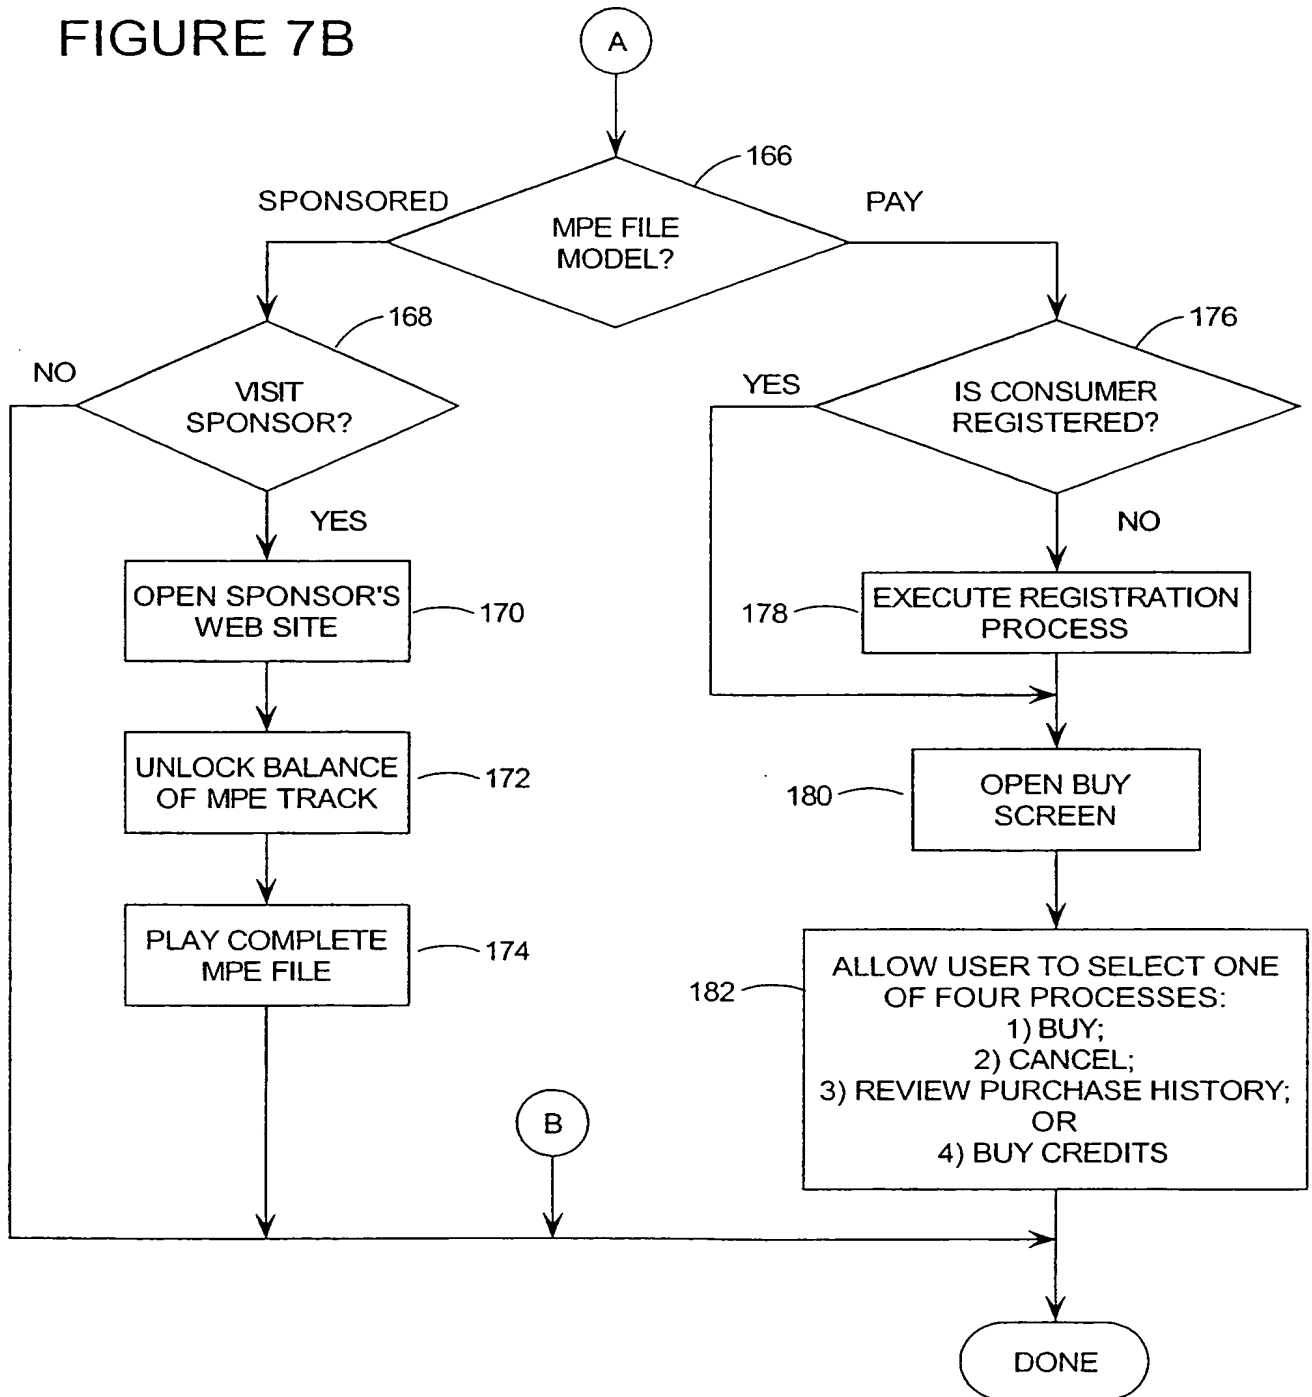 FIGURE 7B
A
166
SPONSORED
PAY
MPE FILE
MODEL?
168
176
NO
YES
VISIT
SPONSOR?
IS CONSUMER
REGISTERED?
YES
NO
OPEN SPONSOR'S
WEB SITE
170
178
EXECUTE REGISTRATION
PROCESS
UNLOCK BALANCE
OF MPE TRACK
172
180
OPEN BUY
SCREEN
PLAY COMPLETE
MPE FILE
174
182
ALLOW USER TO SELECT ONE
OF FOUR PROCESSES:
1) BUY;
2) CANCEL;
3) REVIEW PURCHASE HISTORY;
OR
4) BUY CREDITS
B
DONE